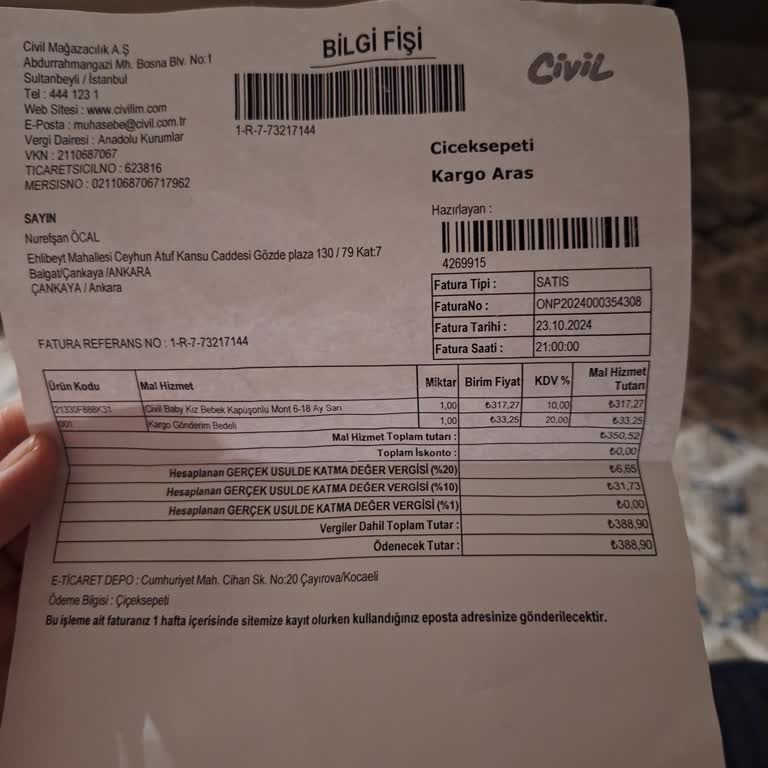 Civil Mağazacılık A.Ş
Abdurrahmangazi Mh. Bosna Blv. No:1
Sultanbeyli / İstanbul
Tel : 444 123 1
Web Sitesi : www.civilim.com
E-Posta : muhasebe@civil.com.tr
Vergi Dairesi : Anadolu Kurumlar
VKN : 2110687067
TICARETSICILNO : 623816
MERSISNO : 0211068706717962
BİLGİ FİŞİ
1-R-7-73217144
Civil
Ciceksepeti
Kargo Aras
Hazırlayan :
4269915
SAYIN
Nurefşan ÖCAL
Ehlibeyt Mahallesi Ceyhun Atuf Kansu Caddesi Gözde plaza 130 / 79 Kat:7
Balgat/Çankaya /ANKARA
ÇANKAYA / Ankara
Fatura Tipi : SATIS
FaturaNo : ONP2024000354308
Fatura Tarihi : 23.10.2024
Fatura Saati : 21:00:00
FATURA REFERANS NO : 1-R-7-73217144
Ürün Kodu Mal Hizmet Miktar Birim Fiyat KDV % Mal Hizmet Tutarı
21330F888K31 Civil Baby Kız Bebek Kapüşonlu Mont 6-18 Ay Sarı 1,00 ₺317,27 10,00 ₺317,27
001 Kargo Gönderim Bedeli 1,00 ₺33,25 20,00 ₺33,25
Mal Hizmet Toplam tutarı : ₺350,52
Toplam İskonto : ₺0,00
Hesaplanan GERÇEK USULDE KATMA DEĞER VERGİSİ (%20) ₺6,65
Hesaplanan GERÇEK USULDE KATMA DEĞER VERGİSİ (%10) ₺31,73
Hesaplanan GERÇEK USULDE KATMA DEĞER VERGİSİ (%1) ₺0,00
Vergiler Dahil Toplam Tutar : ₺388,90
Ödenecek Tutar : ₺388,90
E-TİCARET DEPO : Cumhuriyet Mah. Cihan Sk. No:20 Çayırova/Kocaeli
Ödeme Bilgisi : Çiçeksepeti
Bu işleme ait faturanız 1 hafta içerisinde sitemize kayıt olurken kullandığınız eposta adresinize gönderilecektir.